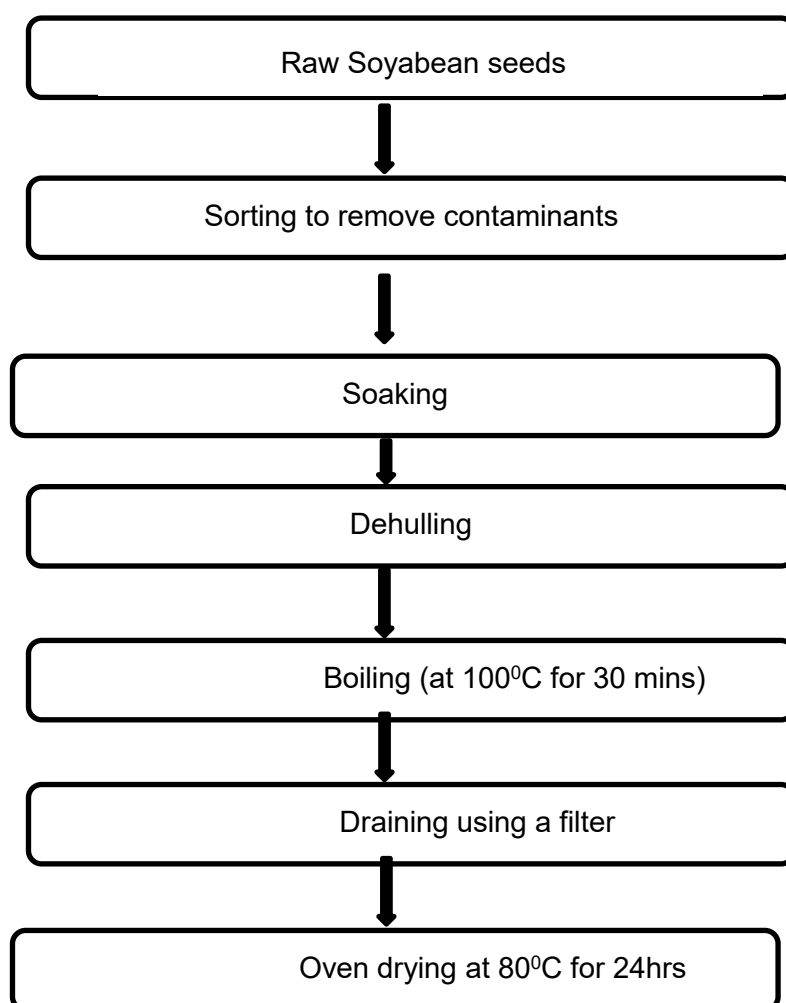 Raw Soyabean seeds
Sorting to remove contaminants
Soaking
Dehulling
Boiling (at 100⁰C for 30 mins)
Draining using a filter
Oven drying at 80⁰C for 24hrs